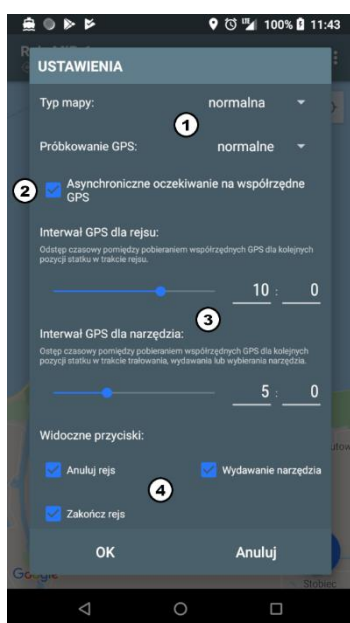 100% 11:43
USTAWIENIA
Typ mapy: normalna
1
Próbkowanie GPS: normalne
2
Asynchroniczne oczekiwanie na współrzędne
GPS
Interwał GPS dla rejsu:
Odstęp czasowy pomiędzy pobieraniem współrzędnych GPS dla kolejnych
pozycji statku w trakcie rejsu.
10 : 0
3
Interwał GPS dla narzędzia:
Ostęp czasowy pomiędzy pobieraniem współrzędnych GPS dla kolejnych
pozycji statku w trakcie trałowania, wydawania lub wybierania narzędzia.
5 : 0
Widoczne przyciski:
Anuluj rejs Wydawanie narzędzia
4
Zakończ rejs
OK Anuluj
Google
Stobiec